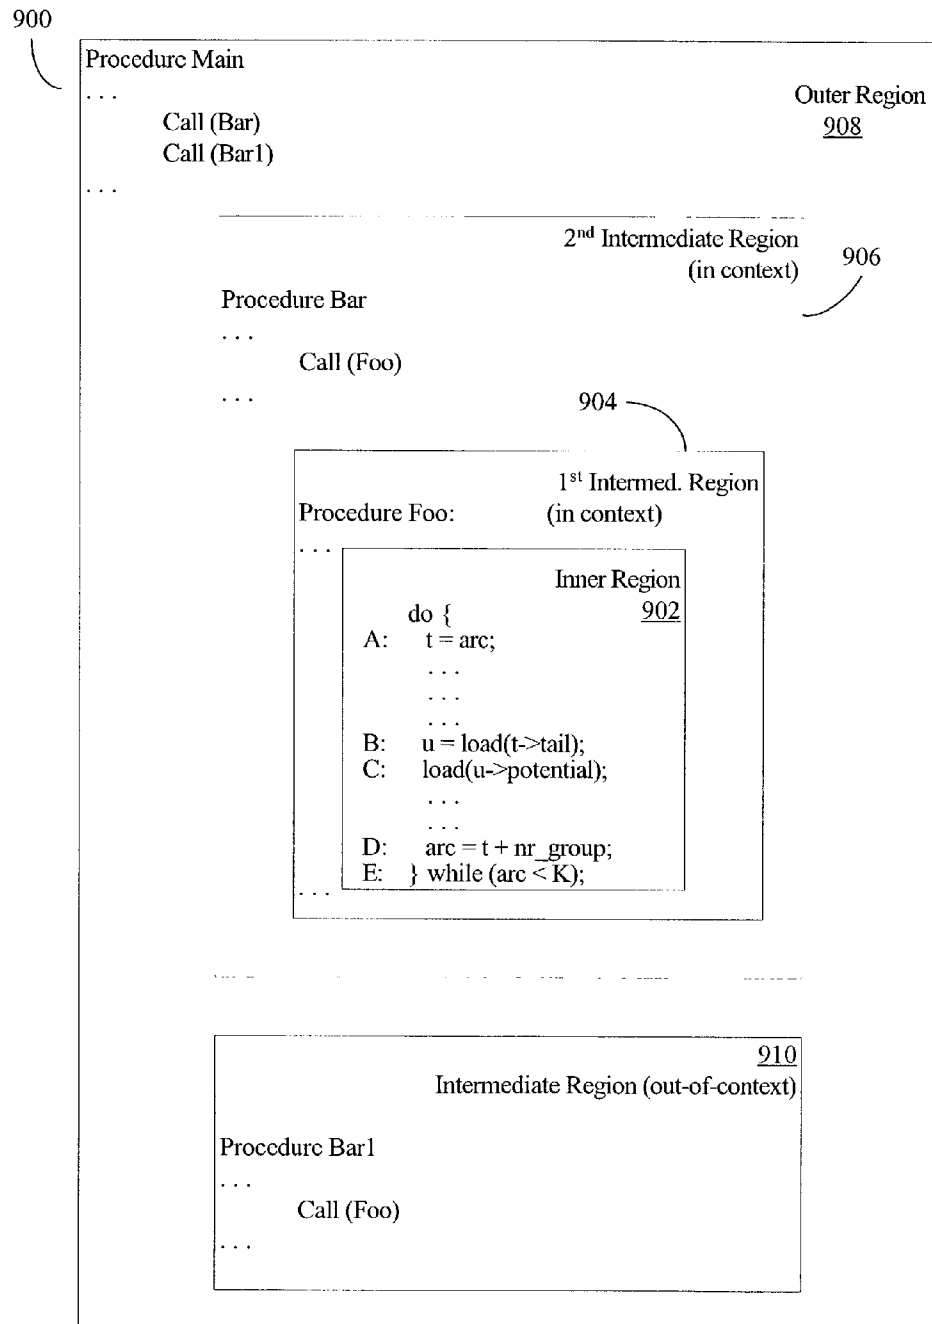 900
Procedure Main
. . .
Outer Region
908
Call (Bar)
Call (Bar1)
. . .
2nd Intermediate Region
(in context)
906
Procedure Bar
. . .
Call (Foo)
. . .
904
1st Intermed. Region
Procedure Foo: (in context)
. . .
Inner Region
902
do {
A: t = arc;
. . .
. . .
. . .
B: u = load(t->tail);
C: load(u->potential);
. . .
. . .
D: arc = t + nr_group;
E: } while (arc < K);
. . .
910
Intermediate Region (out-of-context)
Procedure Bar1
. . .
Call (Foo)
. . .